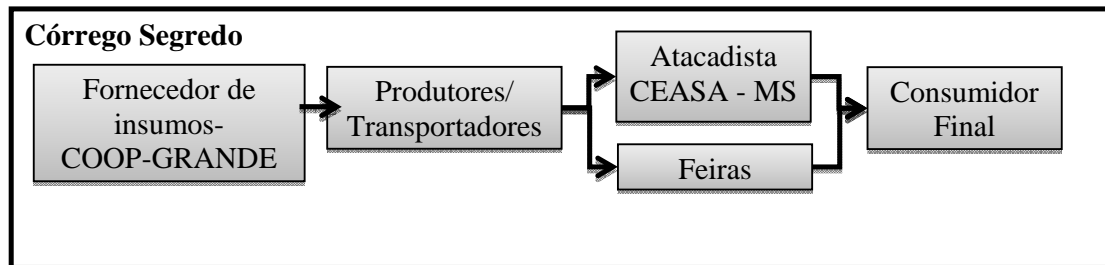 Córrego Segredo
Fornecedor de
insumos-
COOP-GRANDE
Produtores/
Transportadores
Atacadista
CEASA - MS
Feiras
Consumidor
Final